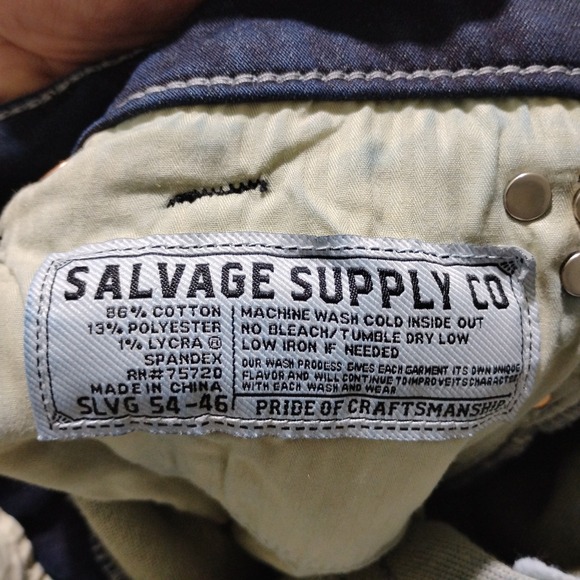 SALVAGE SUPPLY CO
86% COTTON
13% POLYESTER
1% LYCRA ®
SPANDEX
RN#75720
MADE IN CHINA
SLVG 54-46
MACHINE WASH COLD INSIDE OUT
NO BLEACH/TUMBLE DRY LOW
LOW IRON IF NEEDED
OUR WASH PROCESS GIVES EACH GARMENT ITS OWN UNIQUE
FLAVOR AND WILL CONTINUE TO IMPROVE ITS CHARACTER
WITH EACH WASH AND WEAR
PRIDE OF CRAFTSMANSHIP